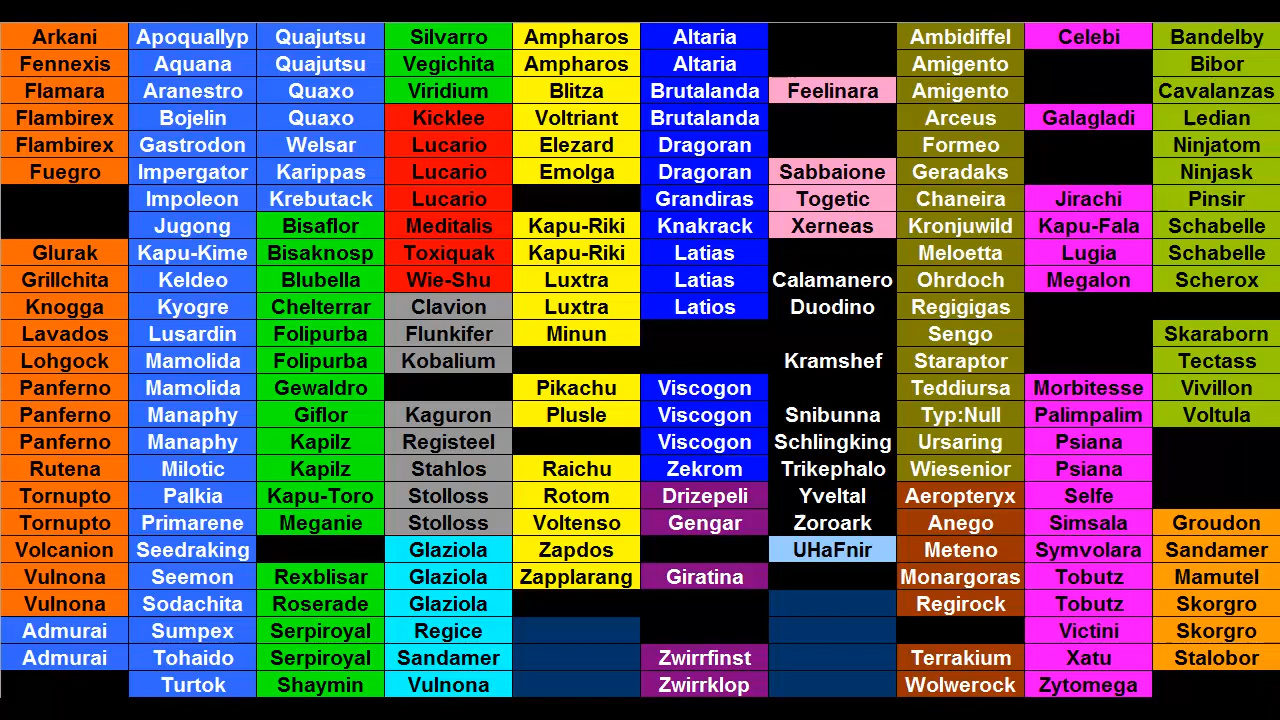 Arkani Apoquallyp Quajutsu Silvarro Ampharos Altaria Ambidiffel Celebi Bandelby
Fennexis Aquana Quajutsu Vegichita Ampharos Altaria Amigento Bibor
Flamara Aranestro Quaxo Viridium Blitza Brutalanda Feelinara Amigento Cavalanzas
Flambirex Bojelin Quaxo Kicklee Voltriant Brutalanda Arceus Galagladi Ledian
Flambirex Gastrodon Welsar Lucario Elezard Dragoran Formeo Ninjatom
Fuegro Impergator Karippas Lucario Emolga Dragoran Sabbaione Geradaks Ninjask
Impoleon Krebutack Lucario Grandiras Togetic Chaneira Jirachi Pinsir
Jugong Bisaflor Meditalis Kapu-Riki Knakrack Xerneas Kronjuwild Kapu-Fala Schabelle
Glurak Kapu-Kime Bisaknosp Toxiquak Kapu-Riki Latias Meloetta Lugia Schabelle
Grillchita Keldeo Blubella Wie-Shu Luxtra Latias Calamanero Ohrdoch Megalon Scherox
Knogga Kyogre Chelterrar Clavion Luxtra Latios Duodino Regigigas
Lavados Lusardin Folipurba Flunkifer Minun Sengo Skaraborn
Lohgock Mamolida Folipurba Kobalium Kramshef Staraptor Tectass
Panferno Mamolida Gewaldro Pikachu Viscogon Teddiursa Morbitesse Vivillon
Panferno Manaphy Giflor Kaguron Plusle Viscogon Snibunna Typ:Null Palimpalim Voltula
Panferno Manaphy Kapilz Registeel Viscogon Schlingking Ursaring Psiana
Rutena Milotic Kapilz Stahlos Raichu Zekrom Trikephalo Wiesenior Psiana
Tornupto Palkia Kapu-Toro Stolloss Rotom Drizepeli Yveltal Aeropteryx Selfe
Tornupto Primarene Meganie Stolloss Voltenso Gengar Zoroark Anego Simsala Groudon
Volcanion Seedraking Glaziola Zapdos UHaFnir Meteno Symvolara Sandamer
Vulnona Seemon Rexblisar Glaziola Zapplarang Giratina Monargoras Tobutz Mamutel
Vulnona Sodachita Roserade Glaziola Regirock Tobutz Skorgro
Admurai Sumpex Serpiroyal Regice Victini Skorgro
Admurai Tohaido Serpiroyal Sandamer Zwirrfinst Terrakium Xatu Stalobor
Turtok Shaymin Vulnona Zwirrklop Wolwerock Zytomega